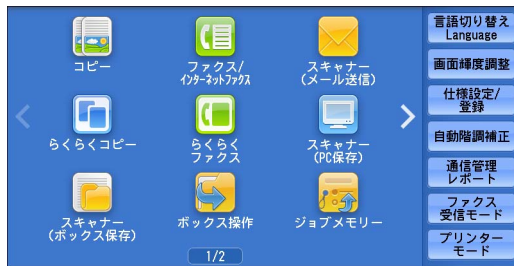 コピー
ファクス/
インターネットファクス
スキャナー
(メール送信)
らくらくコピー
らくらく
ファクス
スキャナー
(PC保存)
スキャナー
(ボックス保存)
ボックス操作
ジョブメモリー
1/2
言語切り替え
Language
画面輝度調整
仕様設定/
登録
自動階調補正
通信管理
レポート
ファクス
受信モード
プリンター
モード